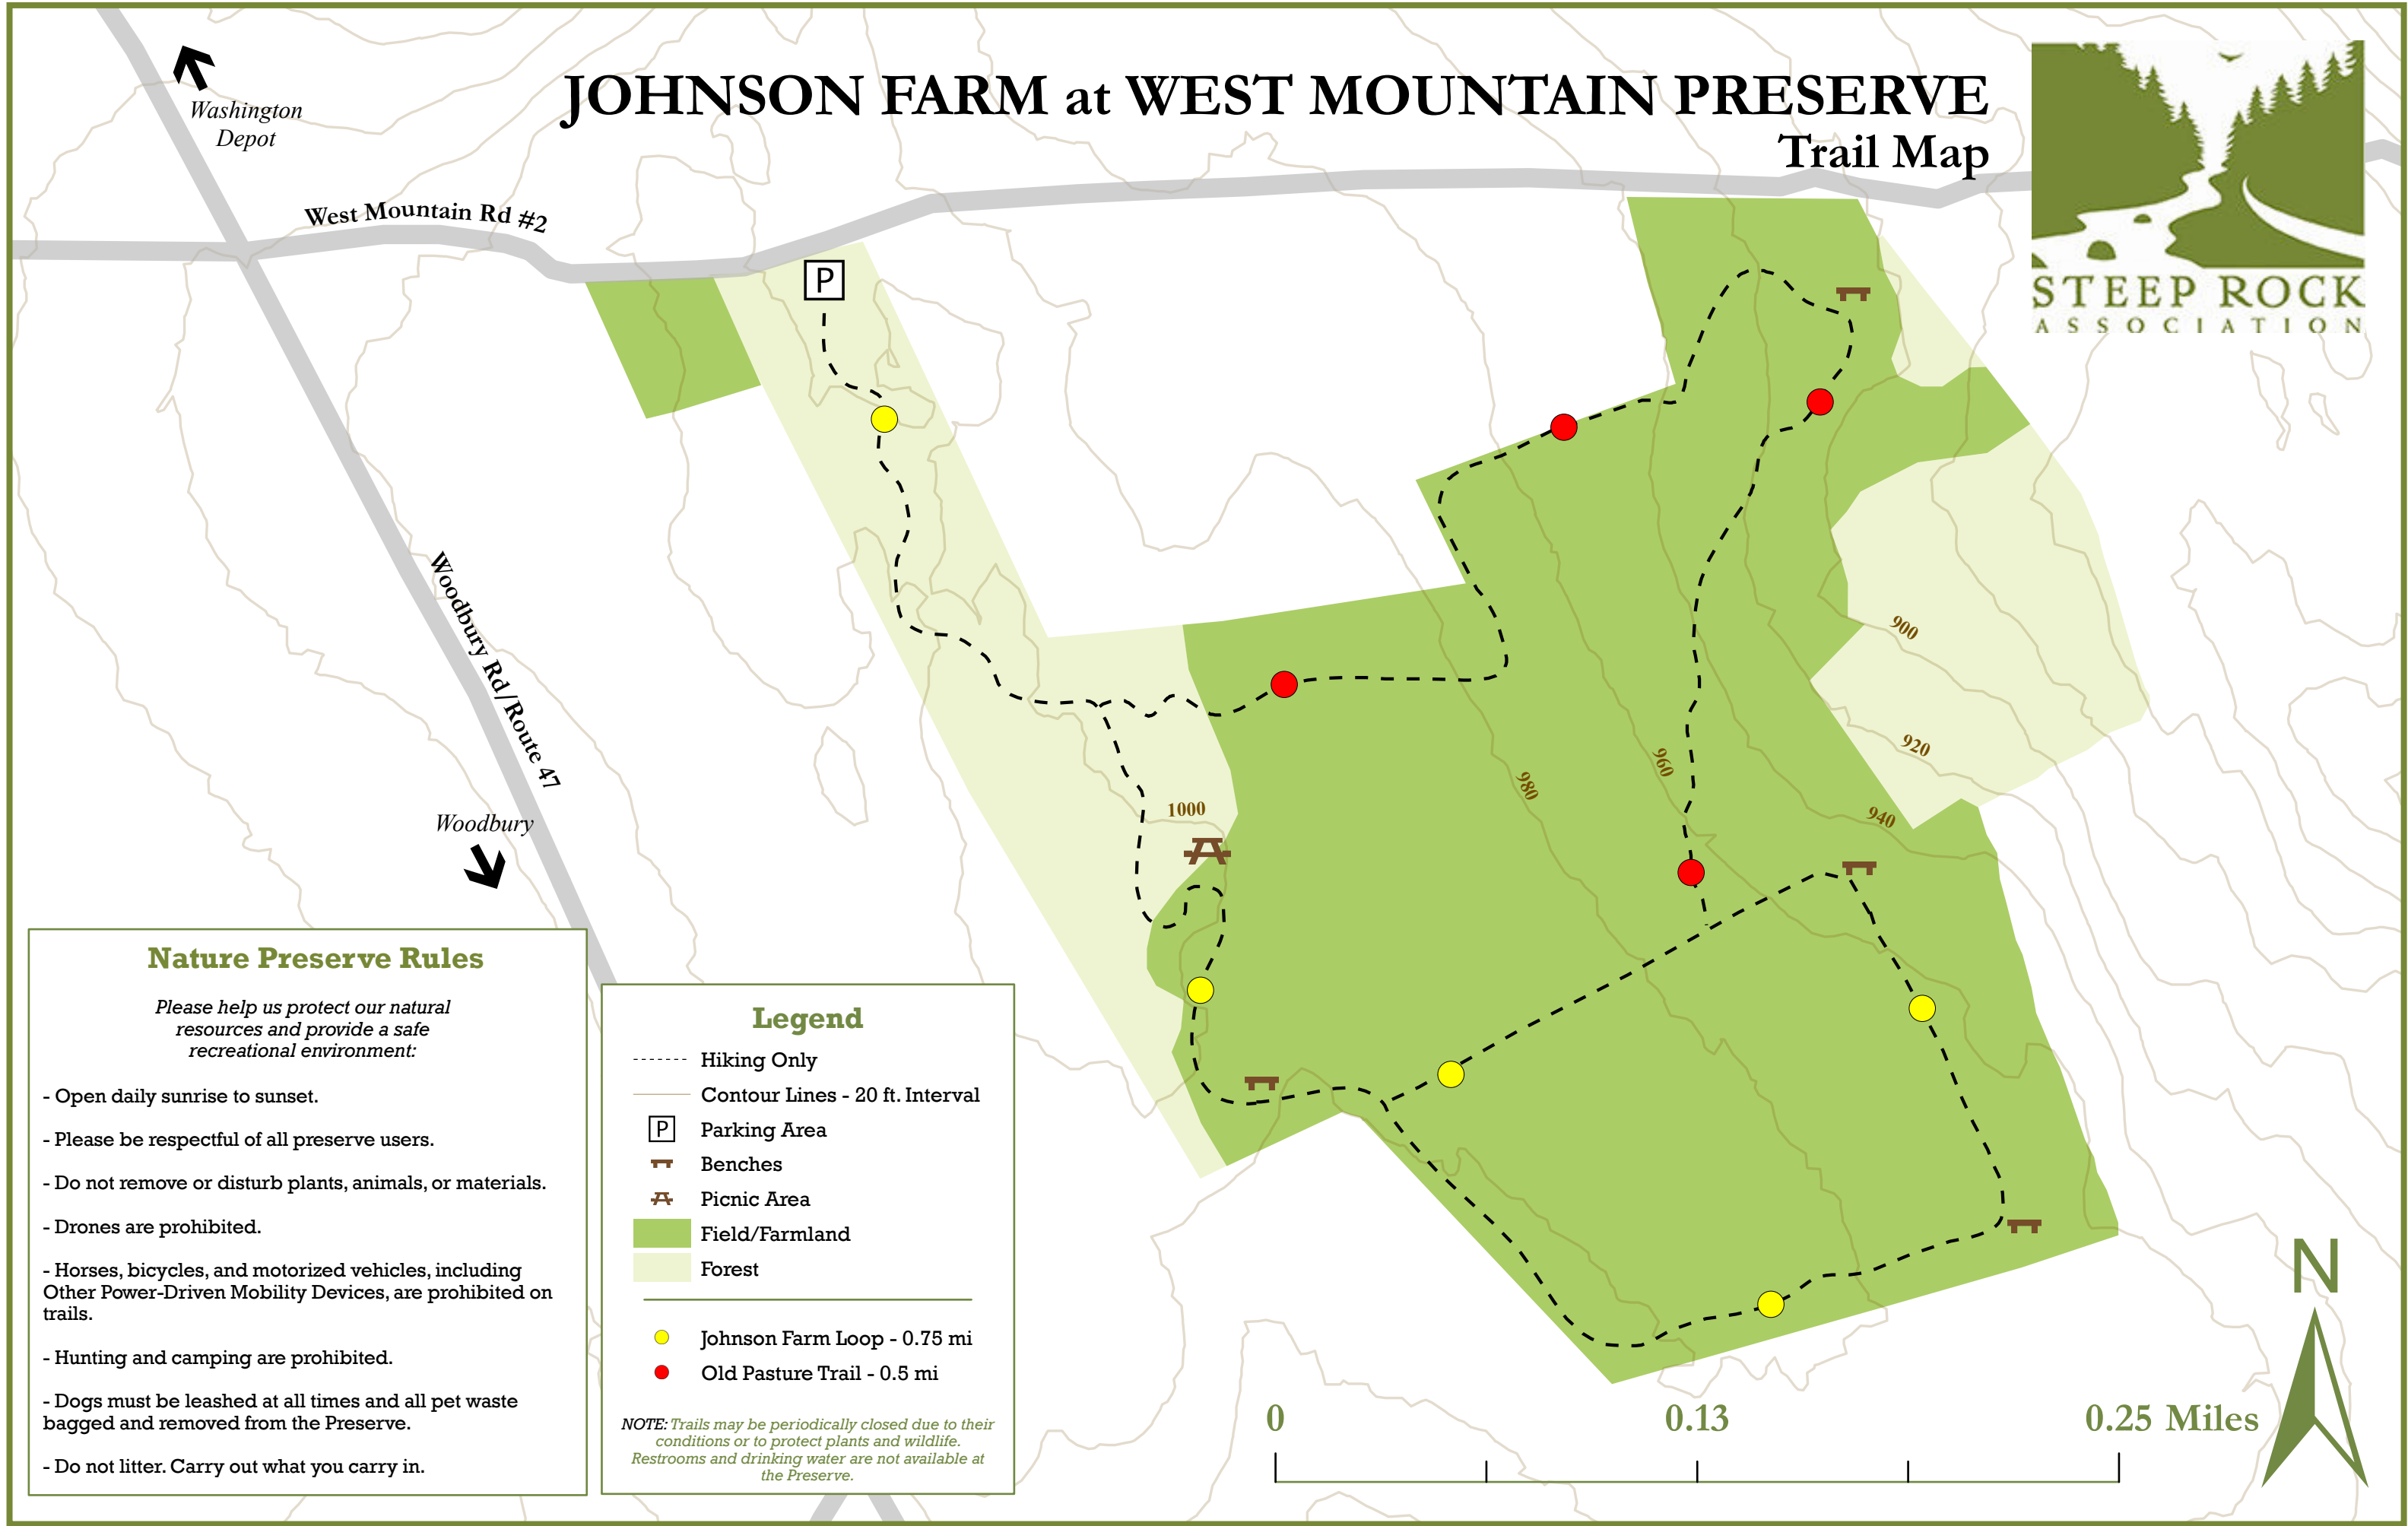 JOHNSON FARM at WEST MOUNTAIN PRESERVE
Trail Map
STEEP ROCK
ASSOCIATION
Washington
Depot
West Mountain Rd #2
P
Woodbury Rd/Route 47
Woodbury
900
920
940
960
980
1000
Nature Preserve Rules
Please help us protect our natural
resources and provide a safe
recreational environment:
- Open daily sunrise to sunset.
- Please be respectful of all preserve users.
- Do not remove or disturb plants, animals, or materials.
- Drones are prohibited.
- Horses, bicycles, and motorized vehicles, including
Other Power-Driven Mobility Devices, are prohibited on
trails.
- Hunting and camping are prohibited.
- Dogs must be leashed at all times and all pet waste
bagged and removed from the Preserve.
- Do not litter. Carry out what you carry in.
Legend
Hiking Only
Contour Lines - 20 ft. Interval
P Parking Area
Benches
Picnic Area
Field/Farmland
Forest
Johnson Farm Loop - 0.75 mi
Old Pasture Trail - 0.5 mi
NOTE: Trails may be periodically closed due to their
conditions or to protect plants and wildlife.
Restrooms and drinking water are not available at
the Preserve.
0 0.13 0.25 Miles
N